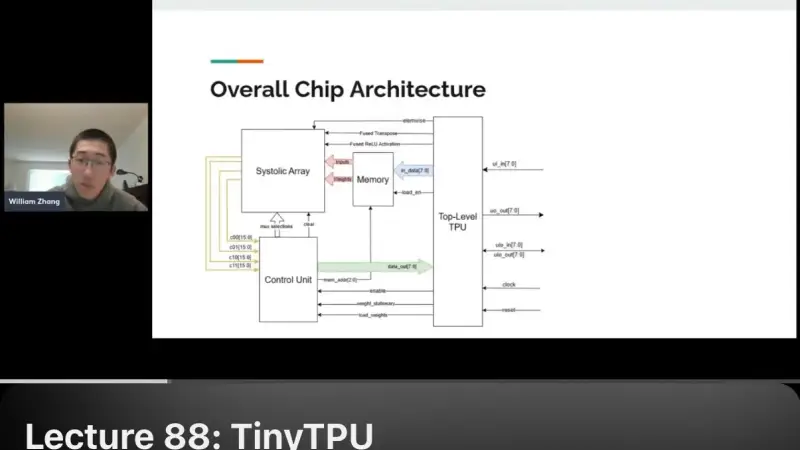 Overall Chip Architecture
Fused Transpose
Fused ReLU Activation
Systolic Array
inputs
weights
Memory
in_data[7:0]
load_en
Top-Level
TPU
ui_in[7:0]
uo_out[7:0]
uio_in[7:0]
uio_out[7:0]
clock
reset
mux selections
clear
c00[15:0]
c01[15:0]
c10[15:0]
c11[15:0]
Control Unit
data_out[7:0]
mem_addr[2:0]
enable
weight_stationary
load_weights
William Zhang
Lecture 88: TinyTPU